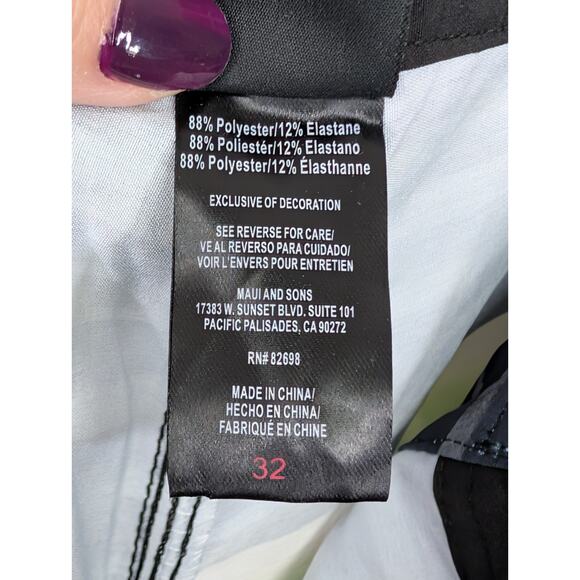 88% Polyester/12% Elastane
88% Poliestér/12% Elastano
88% Polyester/12% Élasthanne
EXCLUSIVE OF DECORATION
SEE REVERSE FOR CARE/
VE AL REVERSO PARA CUIDADO/
VOIR L'ENVERS POUR ENTRETIEN
MAUI AND SONS
17383 W. SUNSET BLVD. SUITE 101
PACIFIC PALISADES, CA 90272
RN# 82698
MADE IN CHINA/
HECHO EN CHINA/
FABRIQUÉ EN CHINE
32